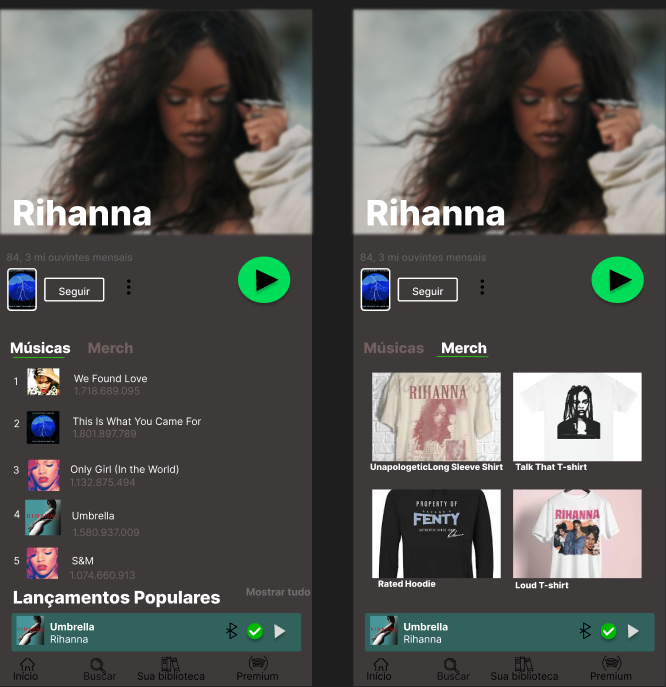 Rihanna
84, 3 mi ouvintes mensais
Seguir
Músicas Merch
1 We Found Love
1.718.689.095
2 This Is What You Came For
1.801.897.789
3 Only Girl (In the World)
1.132.875.494
4 Umbrella
1.580.937.009
5 S&M
1.074.660.913
Lançamentos Populares Mostrar tudo
Umbrella
Rihanna
Início Buscar Sua biblioteca Premium
Rihanna
84, 3 mi ouvintes mensais
Seguir
Músicas Merch
RIHANNA
UnapologeticLong Sleeve Shirt Talk That T-shirt
PROPERTY OF
FENTY
RIHANNA
Rated Hoodie Loud T-shirt
Umbrella
Rihanna
Início Buscar Sua biblioteca Premium